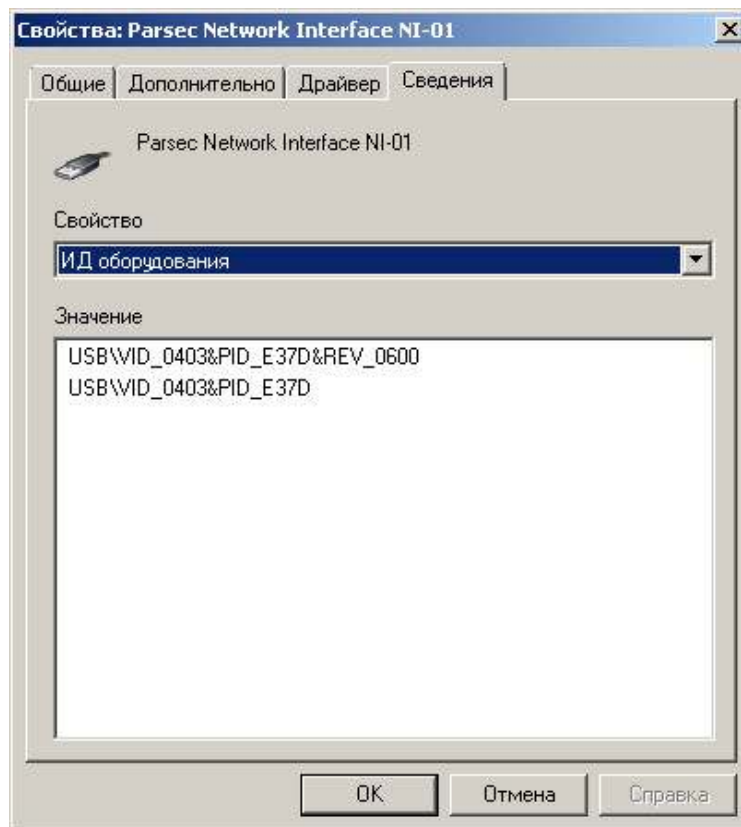 Свойства: Parsec Network Interface NI-01
Общие Дополнительно Драйвер Сведения
Parsec Network Interface NI-01
Свойство
ИД оборудования
Значение
USB\VID_0403&PID_E37D&REV_0600
USB\VID_0403&PID_E37D
OK Отмена Справка